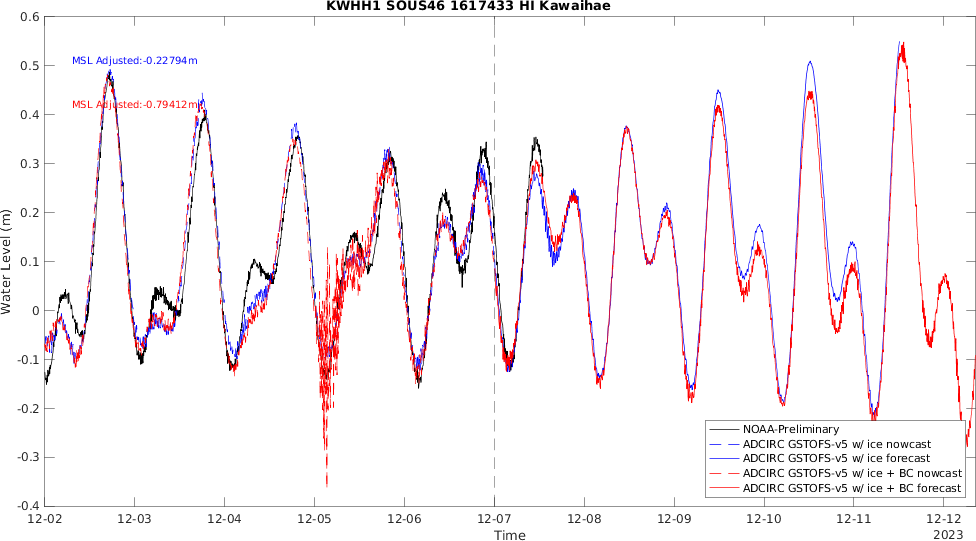 KWHH1 SOUS46 1617433 HI Kawaihae
0.6
0.5
0.4
0.3
0.2
0.1
0
-0.1
-0.2
-0.3
-0.4
Water Level (m)
MSL Adjusted:-0.22794m
MSL Adjusted:-0.79412m
NOAA-Preliminary
ADCIRC GSTOFS-v5 w/ ice nowcast
ADCIRC GSTOFS-v5 w/ ice forecast
ADCIRC GSTOFS-v5 w/ ice + BC nowcast
ADCIRC GSTOFS-v5 w/ ice + BC forecast
12-02 12-03 12-04 12-05 12-06 12-07 12-08 12-09 12-10 12-11 12-12
2023
Time